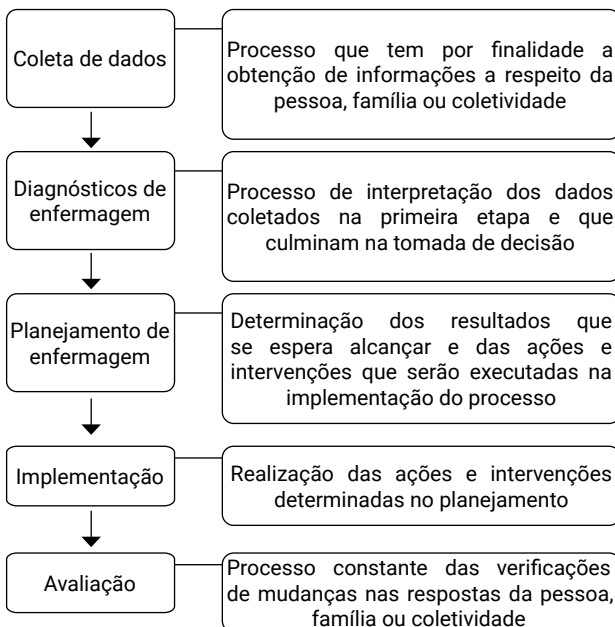 Coleta de dados
Processo que tem por finalidade a
obtenção de informações a respeito da
pessoa, família ou coletividade
Diagnósticos de
enfermagem
Processo de interpretação dos dados
coletados na primeira etapa e que
culminam na tomada de decisão
Planejamento de
enfermagem
Determinação dos resultados que
se espera alcançar e das ações e
intervenções que serão executadas na
implementação do processo
Implementação
Realização das ações e intervenções
determinadas no planejamento
Avaliação
Processo constante das verificações
de mudanças nas respostas da pessoa,
família ou coletividade